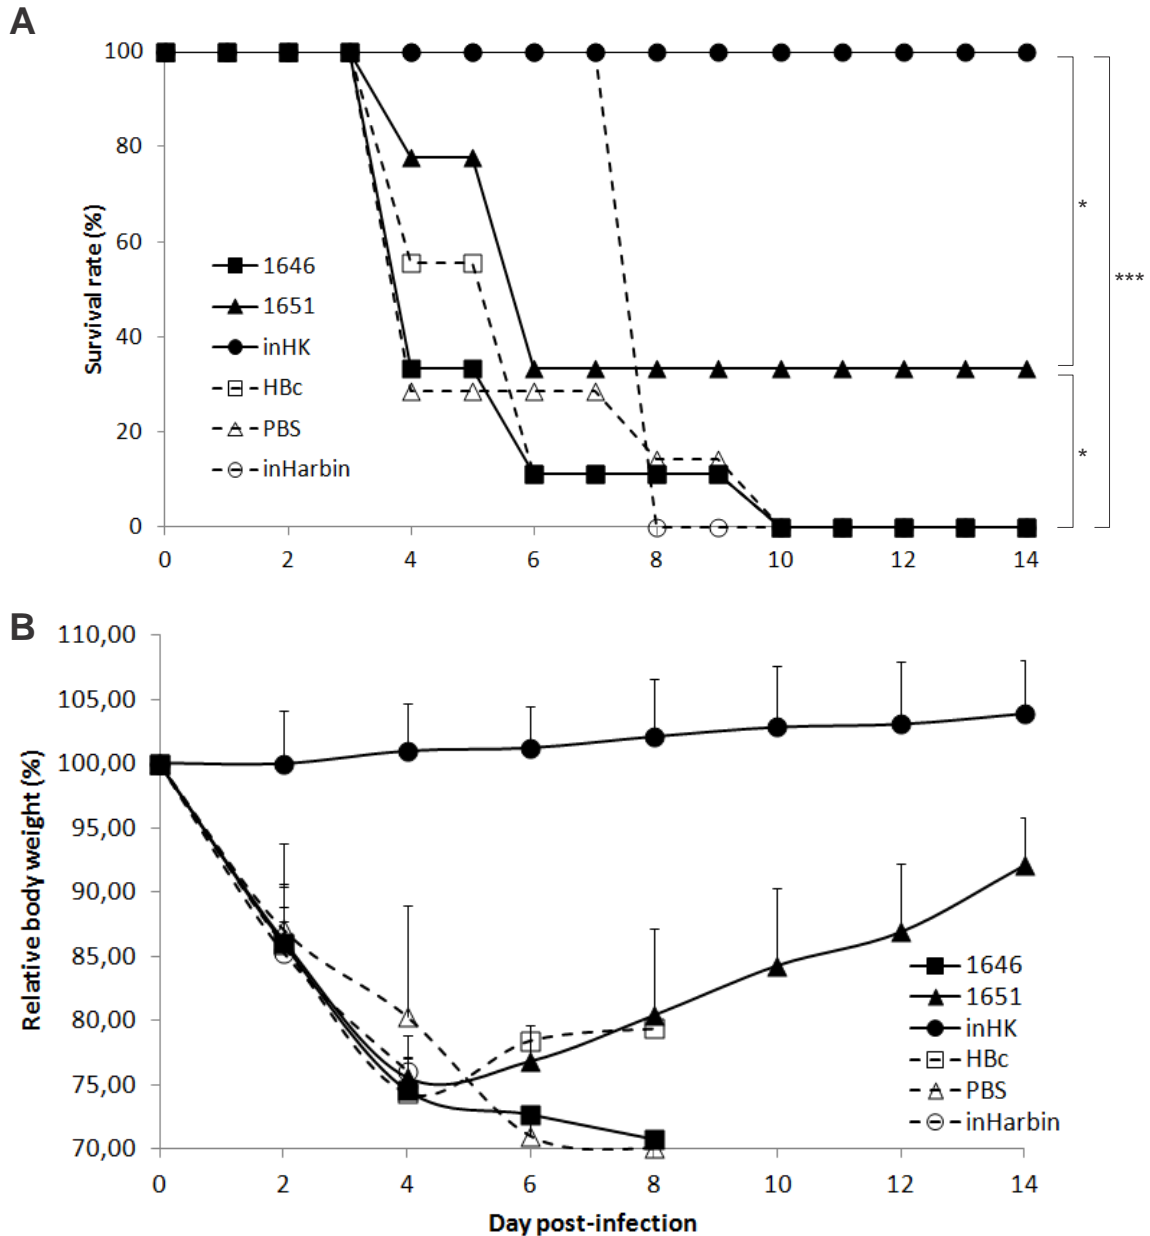 A
100
80
60
40
20
0
Survival rate (%)
1646
1651
inHK
HBc
PBS
inHarbin
0 2 4 6 8 10 12 14
*
***
*
B
110,00
105,00
100,00
95,00
90,00
85,00
80,00
75,00
70,00
Relative body weight (%)
1646
1651
inHK
HBc
PBS
inHarbin
0 2 4 6 8 10 12 14
Day post-infection